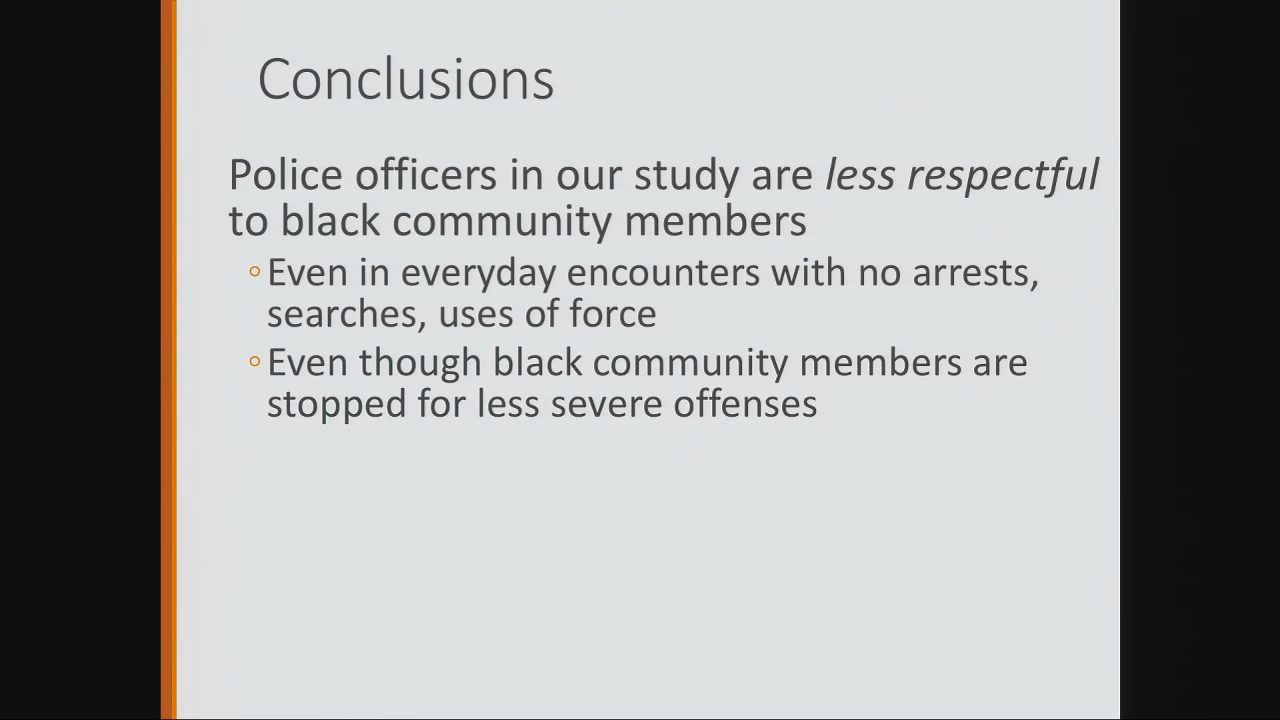 Conclusions
Police officers in our study are less respectful
to black community members
◦Even in everyday encounters with no arrests,
searches, uses of force
◦Even though black community members are
stopped for less severe offenses